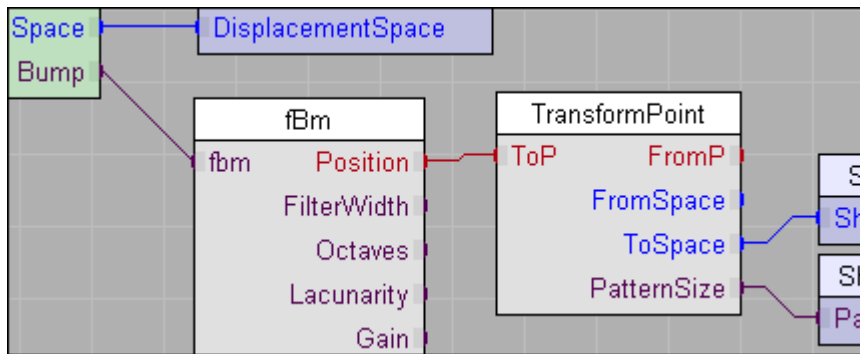 Space
DisplacementSpace
Bump
fBm
fbm
Position
FilterWidth
Octaves
Lacunarity
Gain
TransformPoint
ToP
FromP
FromSpace
ToSpace
PatternSize